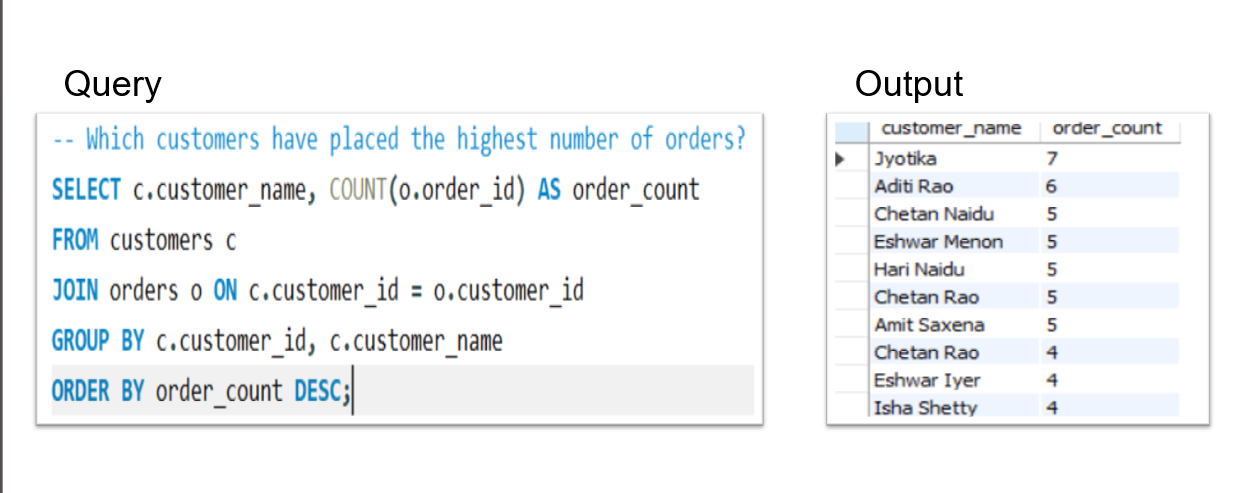 Query
-- Which customers have placed the highest number of orders?
SELECT c.customer_name, COUNT(o.order_id) AS order_count
FROM customers c
JOIN orders o ON c.customer_id = o.customer_id
GROUP BY c.customer_id, c.customer_name
ORDER BY order_count DESC;
Output
customer_name order_count
Jyotika 7
Aditi Rao 6
Chetan Naidu 5
Eshwar Menon 5
Hari Naidu 5
Chetan Rao 5
Amit Saxena 5
Chetan Rao 4
Eshwar Iyer 4
Isha Shetty 4